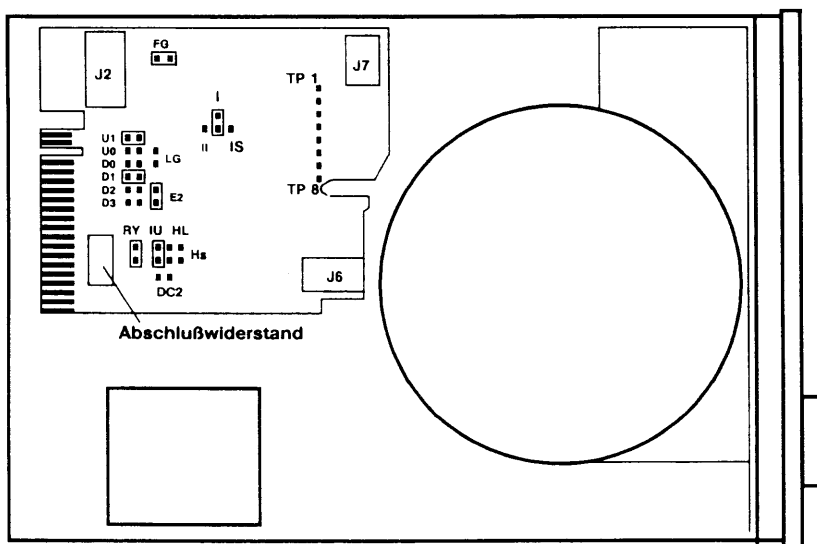 FG
J2
J7
TP 1
I
II
IS
U1
U0
LG
D0
D1
D2
E2
D3
TP 8
RY IU HL
Hs
DC2
J6
Abschlußwiderstand